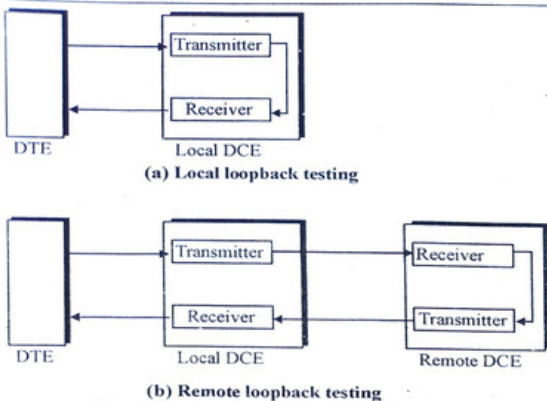 Transmitter
Receiver
DTE
Local DCE
(a) Local loopback testing
Transmitter
Receiver
Receiver
Transmitter
DTE
Local DCE
Remote DCE
(b) Remote loopback testing